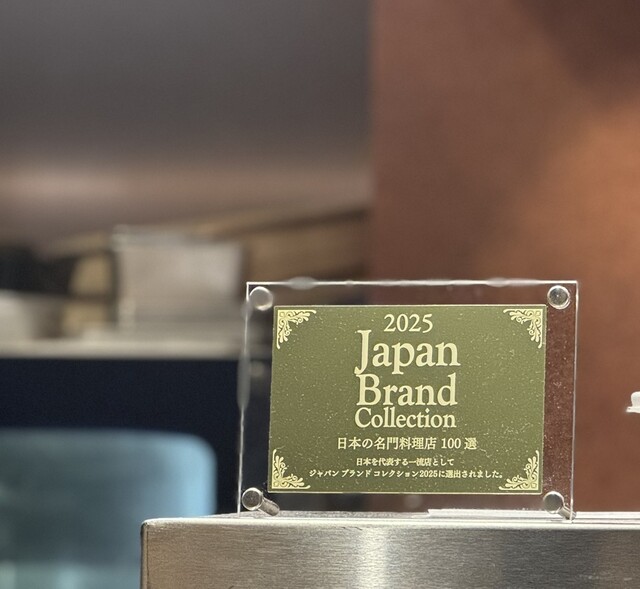 2025
Japan
Brand
Collection
日本の名門料理店 100 選
日本を代表する一流店として
ジャパン ブランド コレクション2025に選出されました。